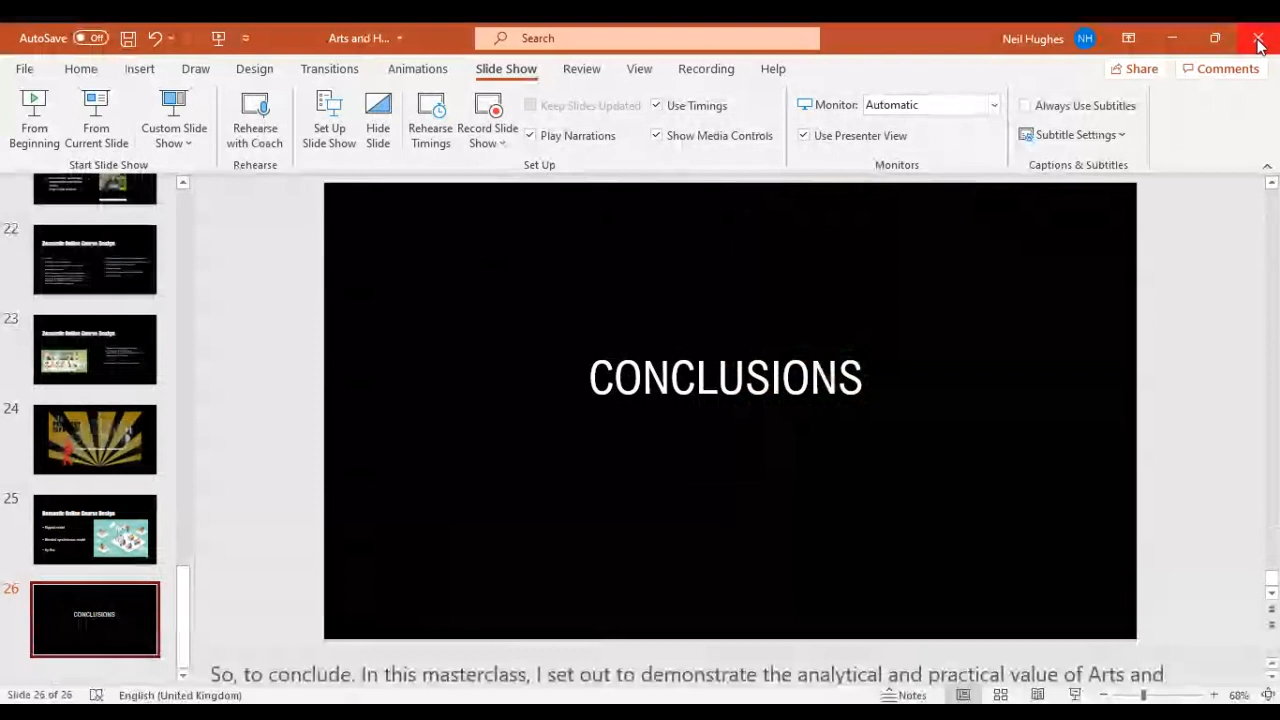 AutoSave Off Arts and H... Search Neil Hughes NH
File Home Insert Draw Design Transitions Animations Slide Show Review View Recording Help Share Comments
From Beginning
From Current Slide
Custom Slide Show
Start Slide Show
Rehearse with Coach
Rehearse
Set Up Slide Show
Hide Slide
Rehearse Timings
Record Slide Show
Keep Slides Updated
Play Narrations
Use Timings
Show Media Controls
Set Up
Monitor: Automatic
Use Presenter View
Monitors
Always Use Subtitles
Subtitle Settings
Captions & Subtitles
22
23
24
25
26
CONCLUSIONS
CONCLUSIONS
So, to conclude. In this masterclass, I set out to demonstrate the analytical and practical value of Arts and
Slide 26 of 26 English (United Kingdom) Notes 68%